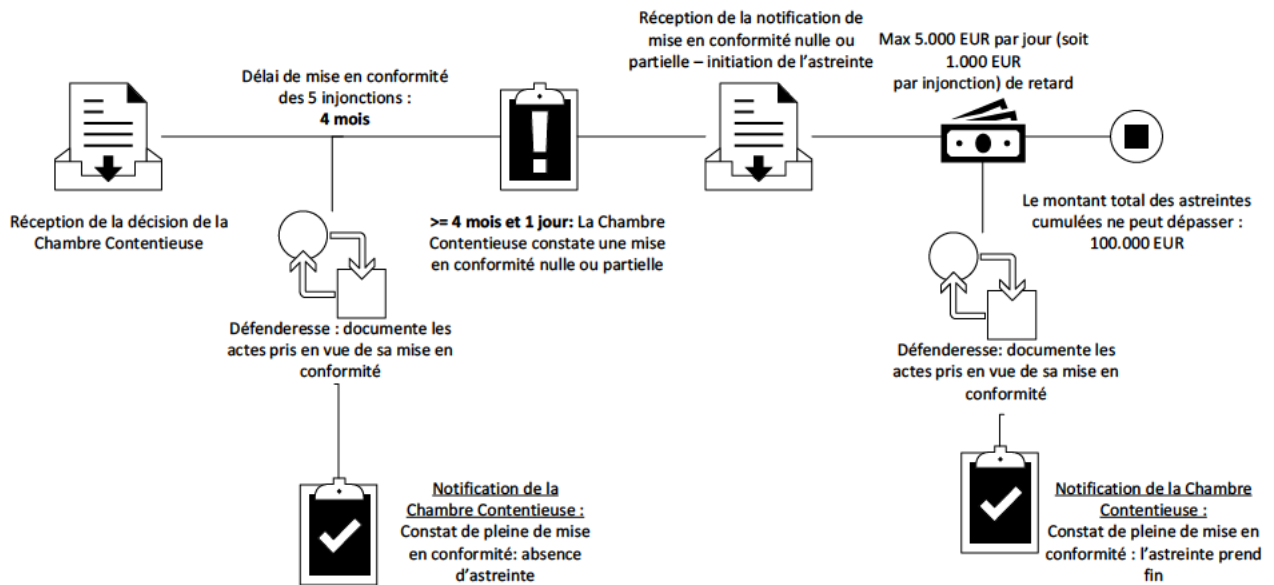 Réception de la décision de la
Chambre Contentieuse
Délai de mise en conformité
des 5 injonctions :
4 mois
Défenderesse : documente les
actes pris en vue de sa mise en
conformité
Notification de la
Chambre Contentieuse :
Constat de pleine de mise
en conformité: absence
d’astreinte
>= 4 mois et 1 jour: La Chambre
Contentieuse constate une mise
en conformité nulle ou partielle
Réception de la notification de
mise en conformité nulle ou
partielle – initiation de l’astreinte
Max 5.000 EUR par jour (soit
1.000 EUR
par injonction) de retard
Le montant total des astreintes
cumulées ne peut dépasser :
100.000 EUR
Défenderesse: documente les
actes pris en vue de sa mise en
conformité
Notification de la Chambre
Contentieuse :
Constat de pleine de mise en
conformité : l’astreinte prend
fin